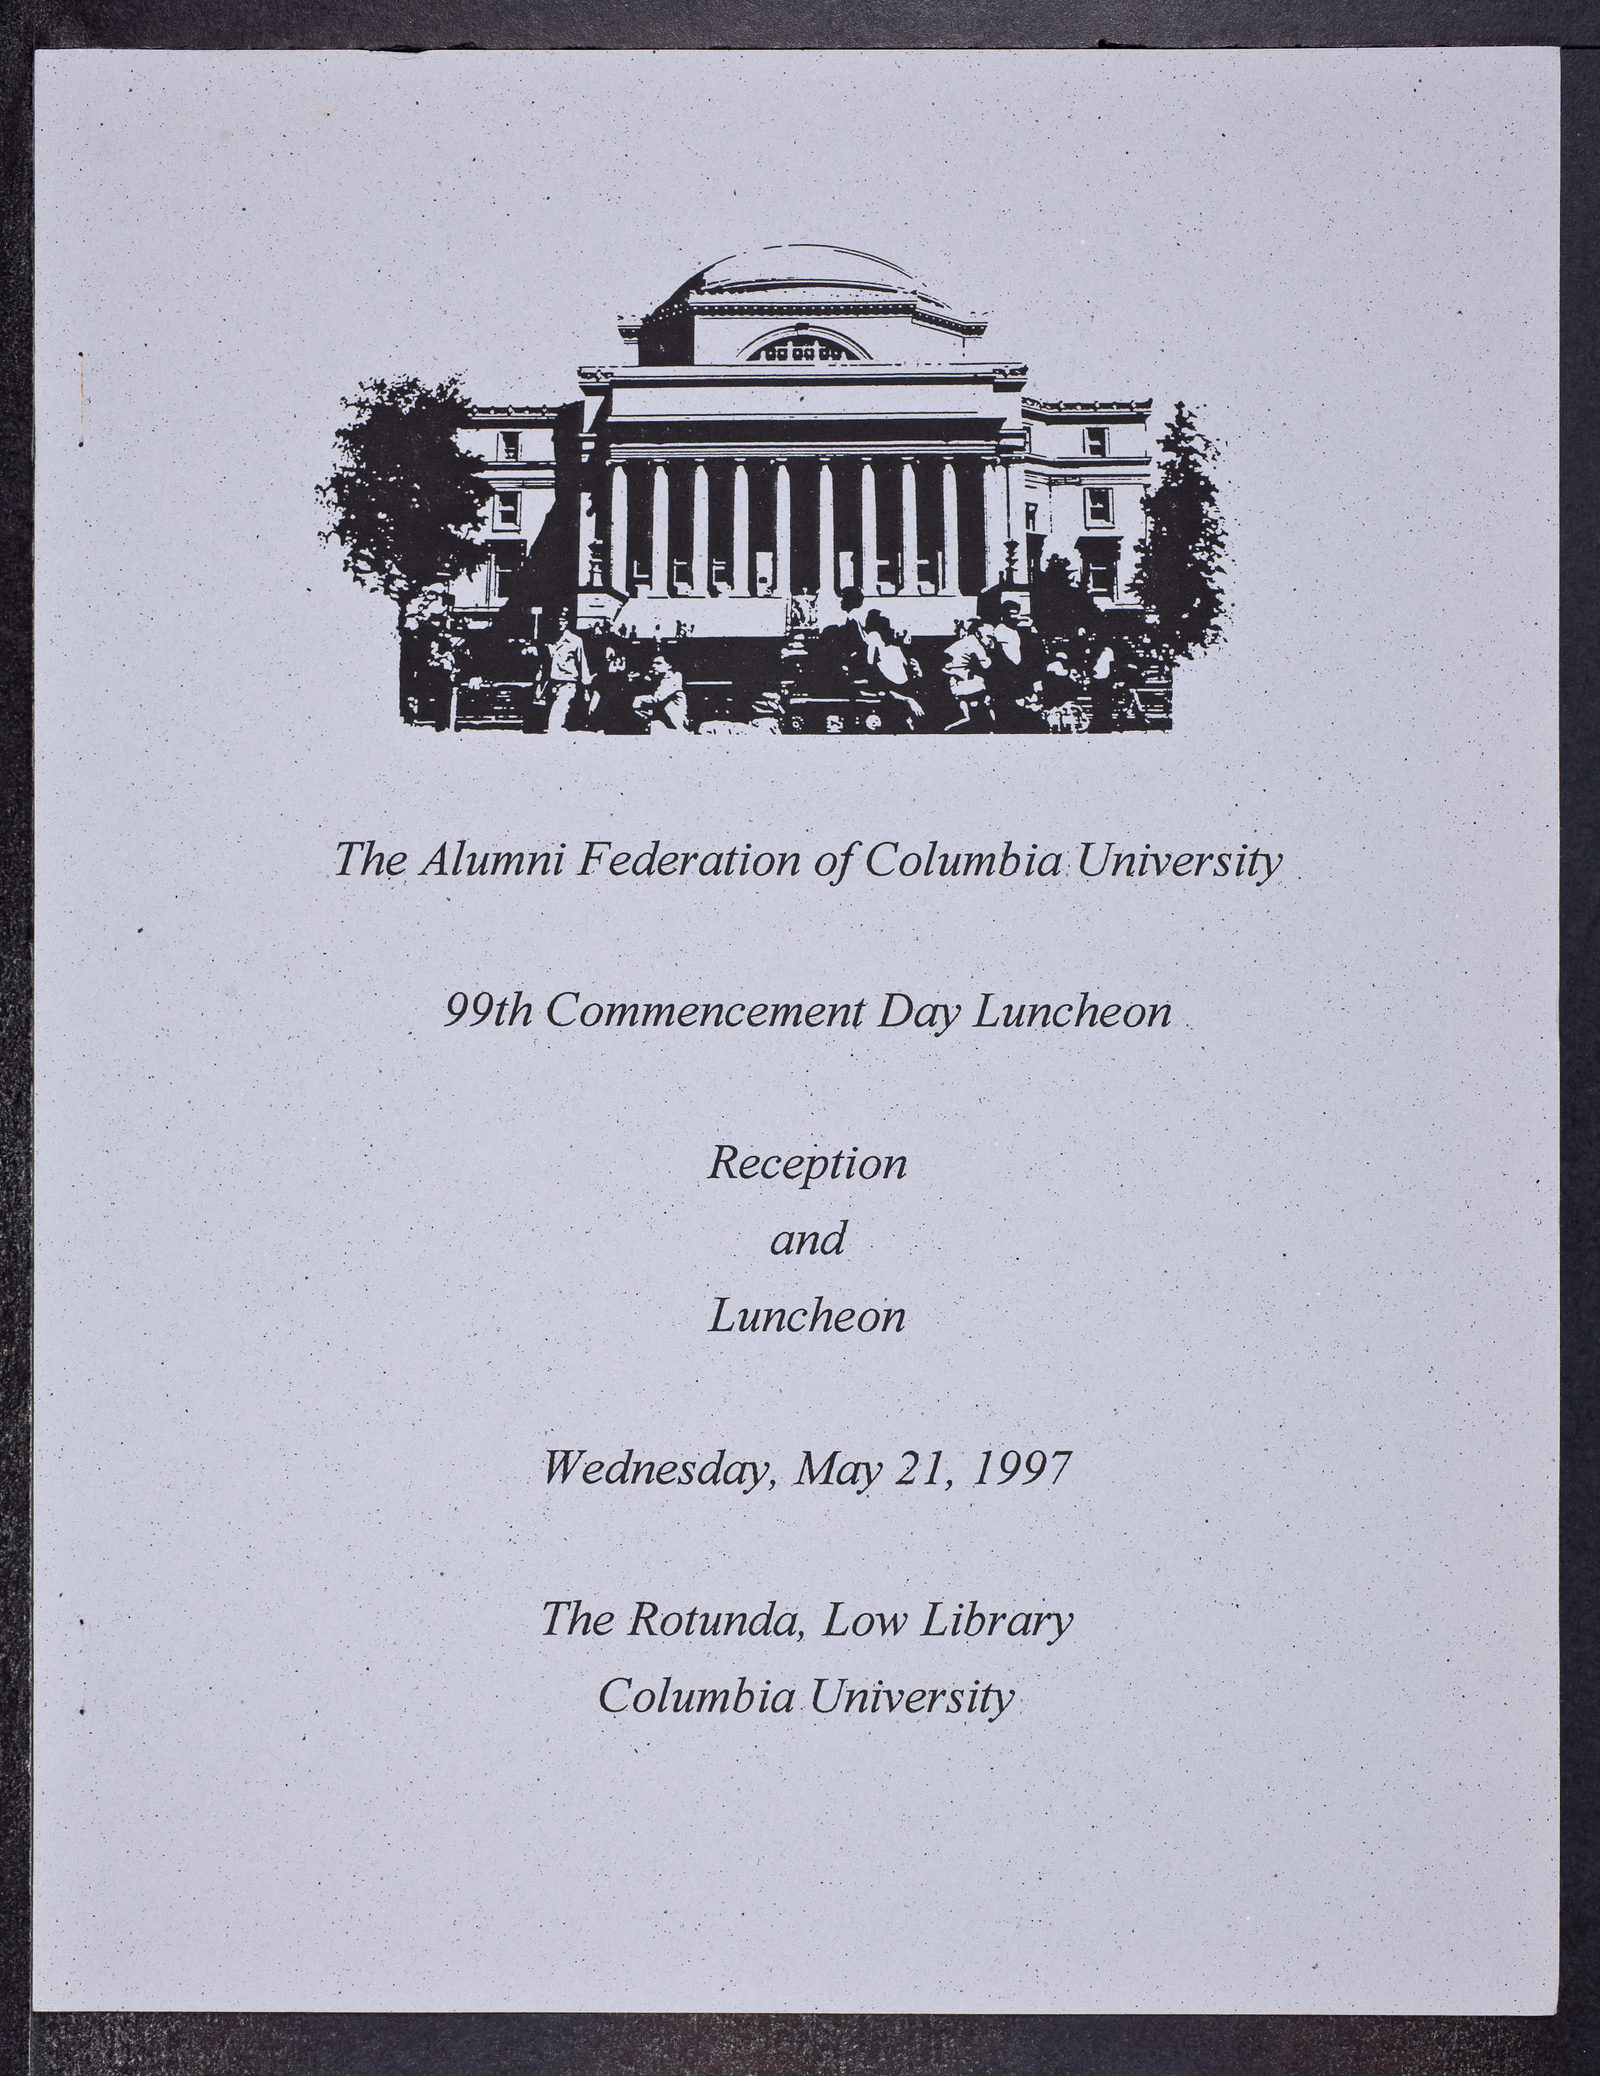 The Alumni Federation of Columbia University
99th Commencement Day Luncheon
Reception
and
Luncheon
Wednesday, May 21, 1997
The Rotunda, Low Library
Columbia University